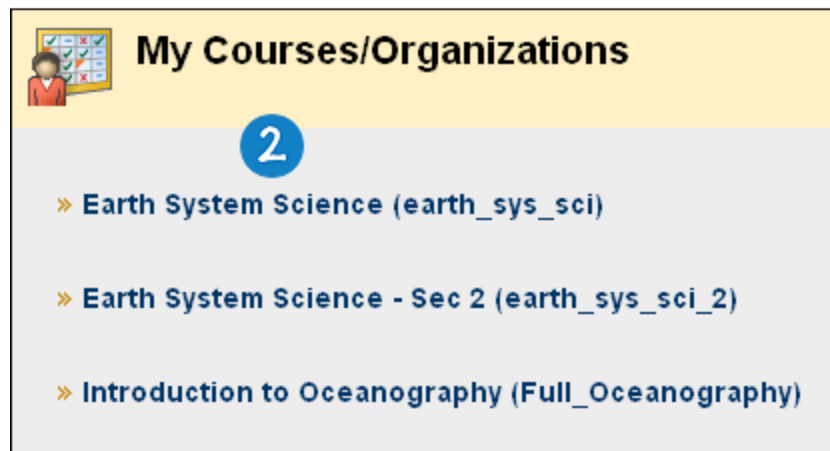 My Courses/Organizations
2
» Earth System Science (earth_sys_sci)
» Earth System Science - Sec 2 (earth_sys_sci_2)
» Introduction to Oceanography (Full_Oceanography)